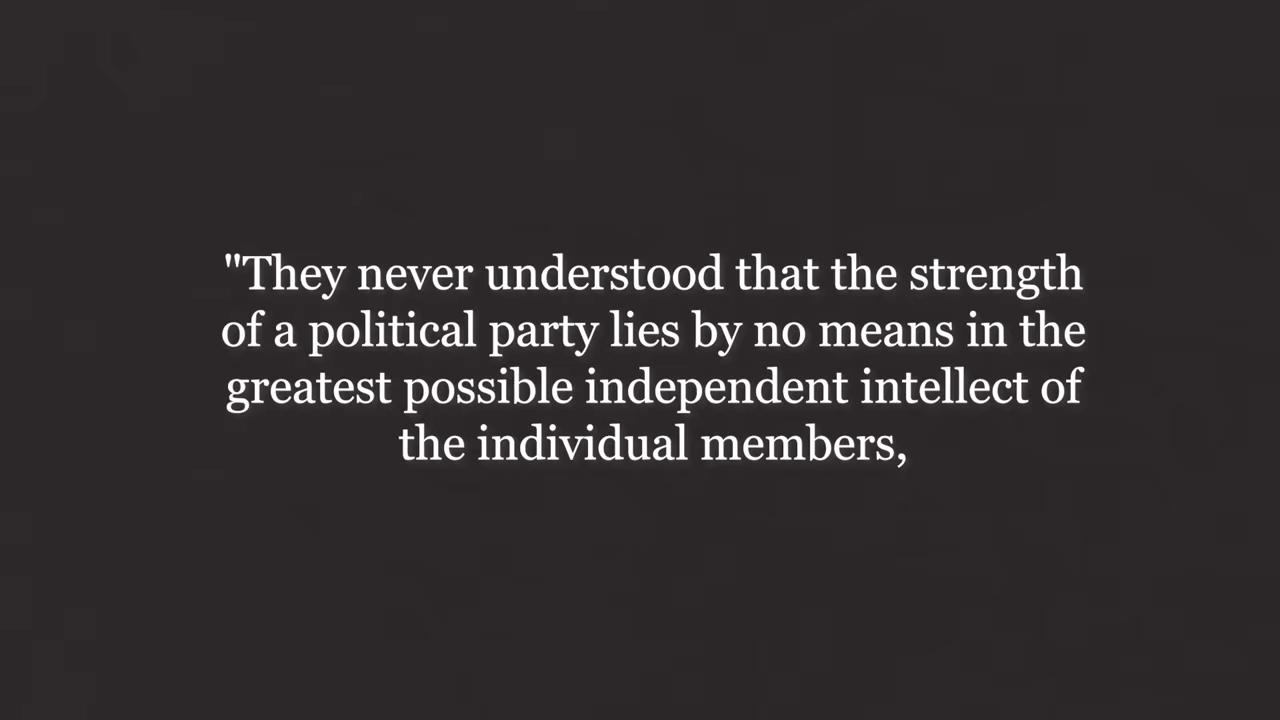 "They never understood that the strength
of a political party lies by no means in the
greatest possible independent intellect of
the individual members,